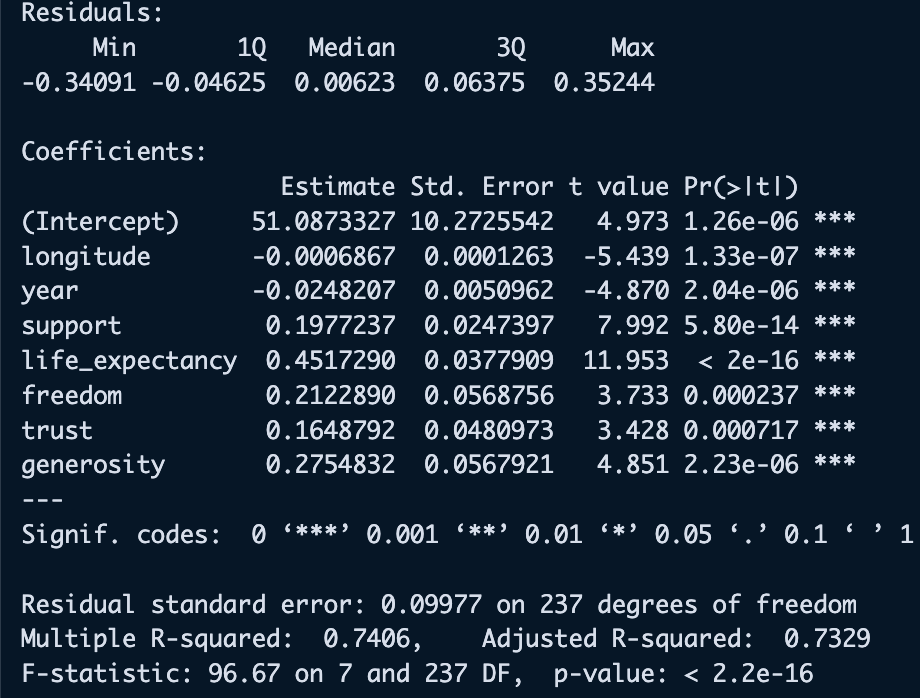 Residuals:
     Min       1Q   Median       3Q      Max
-0.34091 -0.04625  0.00623  0.06375  0.35244

Coefficients:
                  Estimate Std. Error t value Pr(>|t|)
(Intercept)     51.0873327 10.2725542   4.973 1.26e-06 ***
longitude       -0.0006867  0.0001263  -5.439 1.33e-07 ***
year            -0.0248207  0.0050962  -4.870 2.04e-06 ***
support          0.1977237  0.0247397   7.992 5.80e-14 ***
life_expectancy  0.4517290  0.0377909  11.953  < 2e-16 ***
freedom          0.2122890  0.0568756   3.733 0.000237 ***
trust            0.1648792  0.0480973   3.428 0.000717 ***
generosity       0.2754832  0.0567921   4.851 2.23e-06 ***
---
Signif. codes:  0 ‘***’ 0.001 ‘**’ 0.01 ‘*’ 0.05 ‘.’ 0.1 ‘ ’ 1

Residual standard error: 0.09977 on 237 degrees of freedom
Multiple R-squared:  0.7406,    Adjusted R-squared:  0.7329
F-statistic: 96.67 on 7 and 237 DF,  p-value: < 2.2e-16